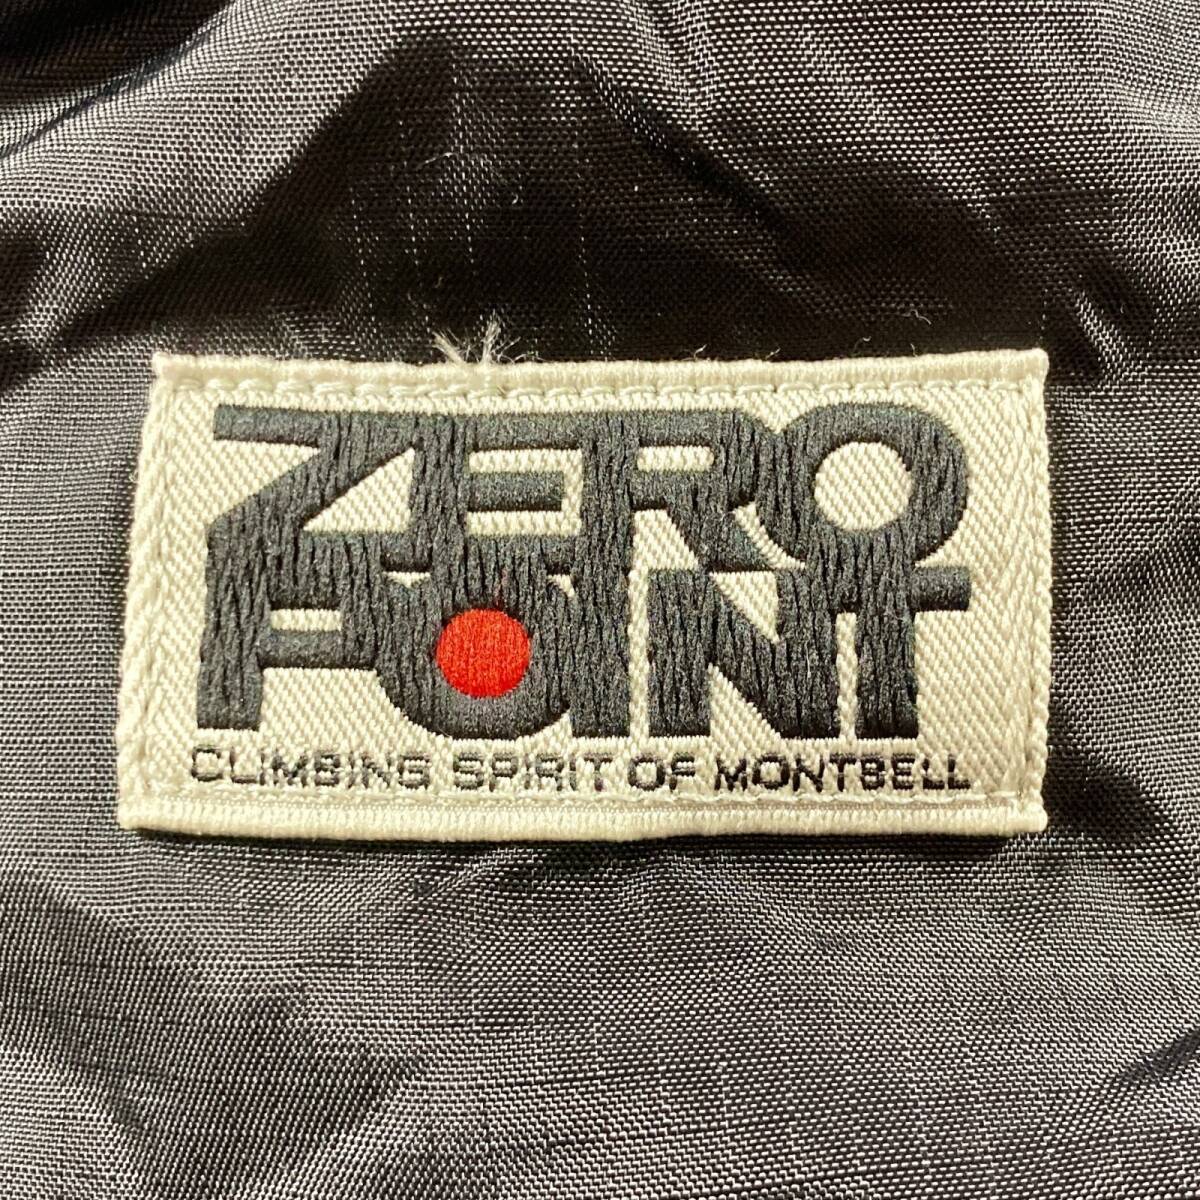 ZERO
POINT
CLIMBING SPIRIT OF MONTBELL